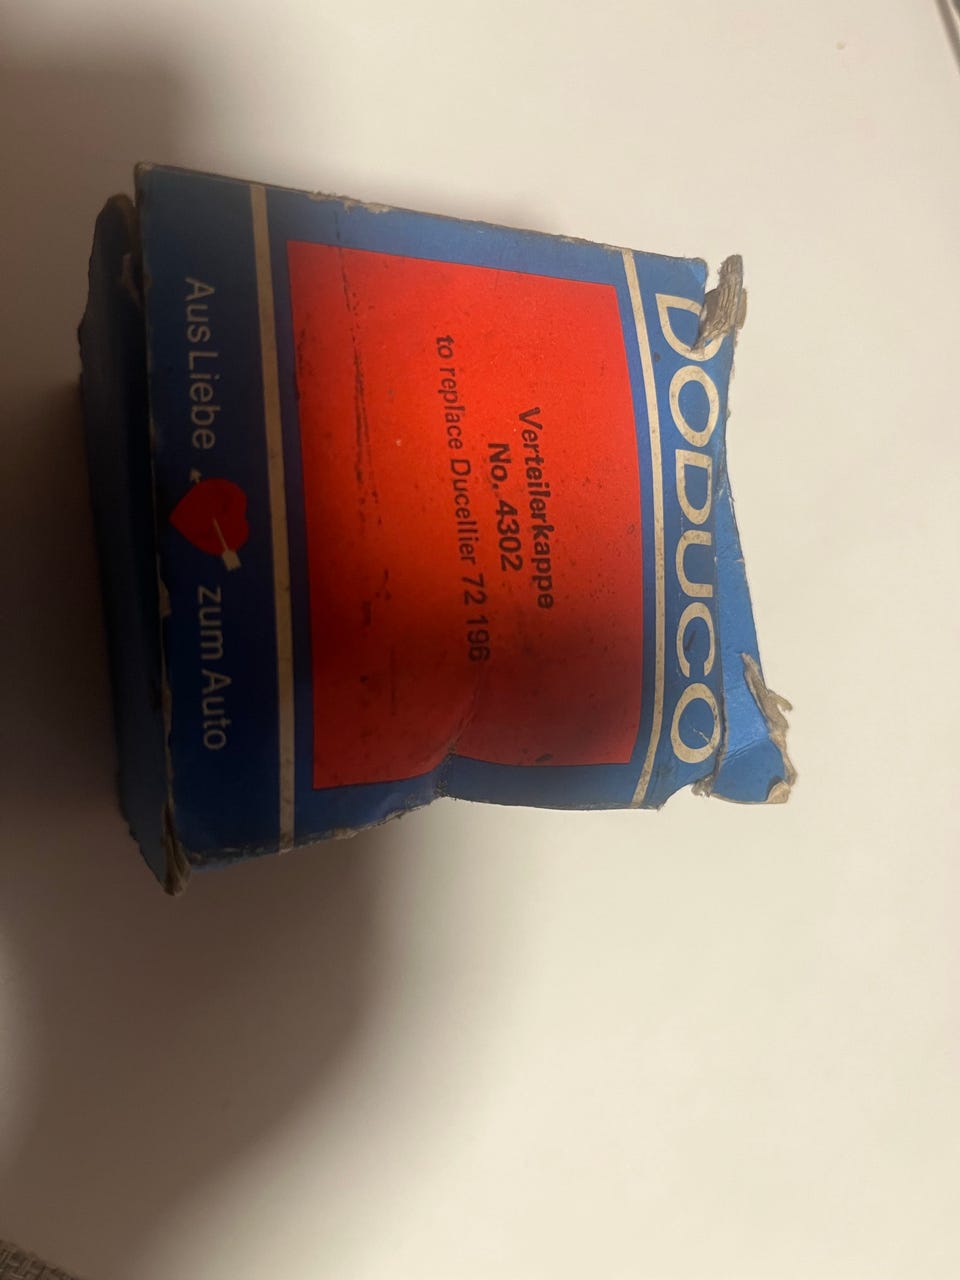 DODUCO
Verteilerkappe
No. 4302
to replace Ducellier 72 196
Aus Liebe zum Auto